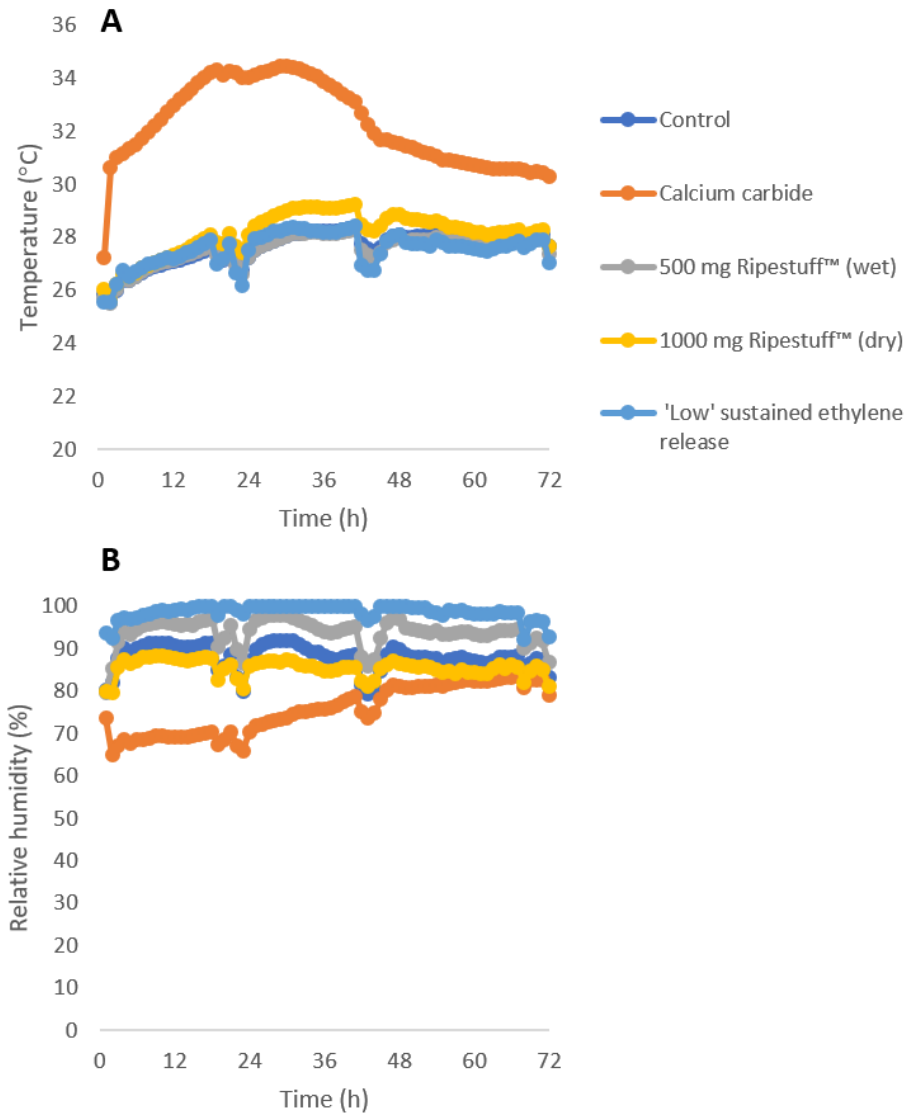 A
36
34
32
30
28
26
24
22
20
Temperature (°C)
0 12 24 36 48 60 72
Time (h)
Control
Calcium carbide
500 mg Ripestuff™ (wet)
1000 mg Ripestuff™ (dry)
'Low' sustained ethylene
release
B
100
90
80
70
60
50
40
30
20
10
0
Relative humidity (%)
0 12 24 36 48 60 72
Time (h)